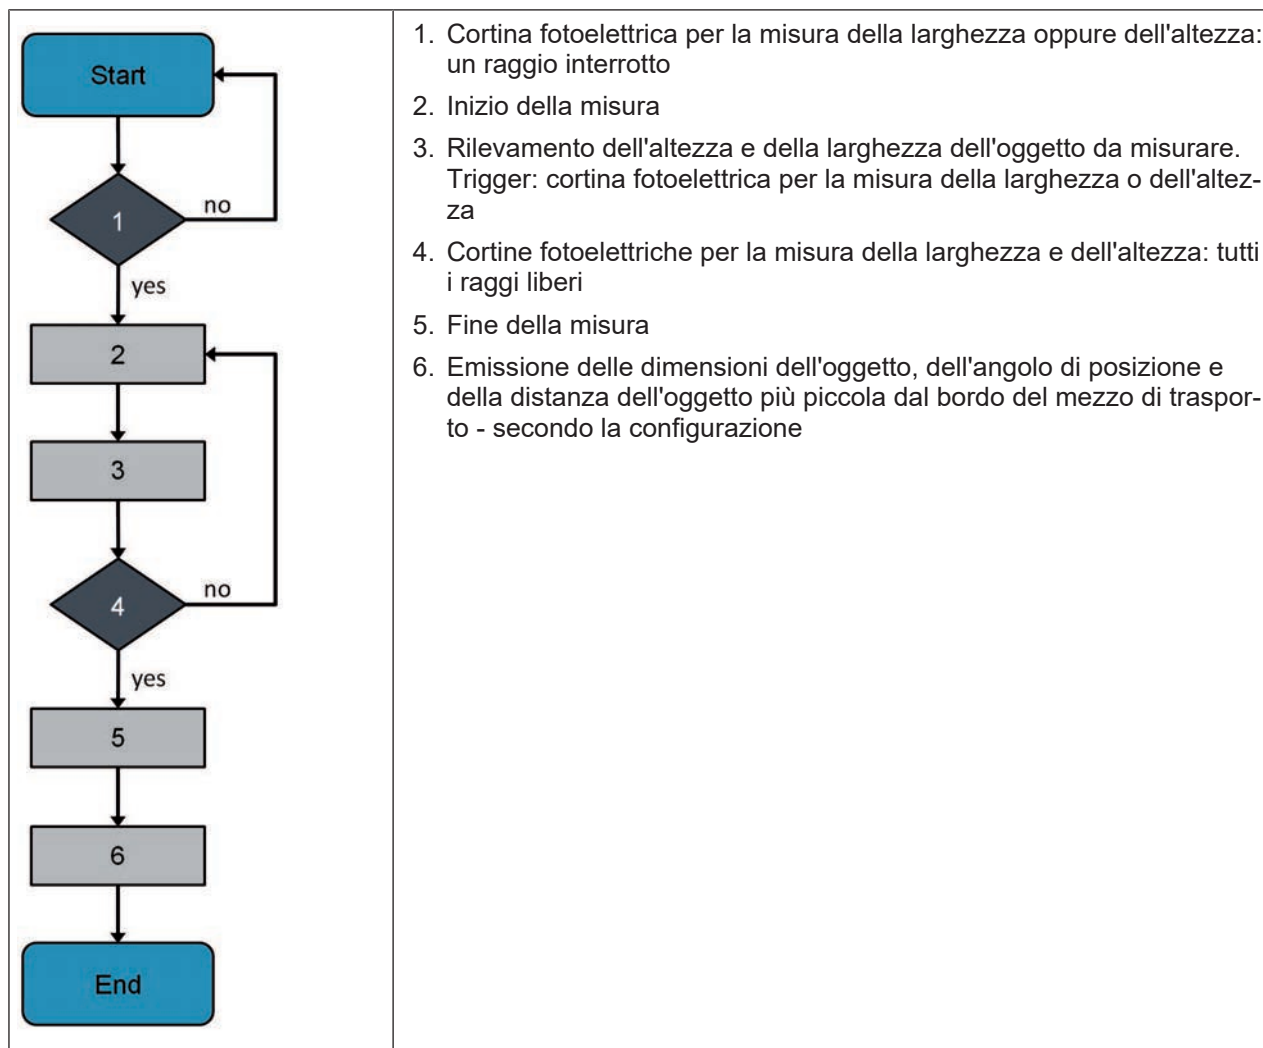 Start
1
no
yes
2
3
4
no
yes
5
6
End
1. Cortina fotoelettrica per la misura della larghezza oppure dell'altezza:
un raggio interrotto
2. Inizio della misura
3. Rilevamento dell'altezza e della larghezza dell'oggetto da misurare.
Trigger: cortina fotoelettrica per la misura della larghezza o dell'altez-
za
4. Cortine fotoelettriche per la misura della larghezza e dell'altezza: tutti
i raggi liberi
5. Fine della misura
6. Emissione delle dimensioni dell'oggetto, dell'angolo di posizione e
della distanza dell'oggetto più piccola dal bordo del mezzo di traspor-
to - secondo la configurazione